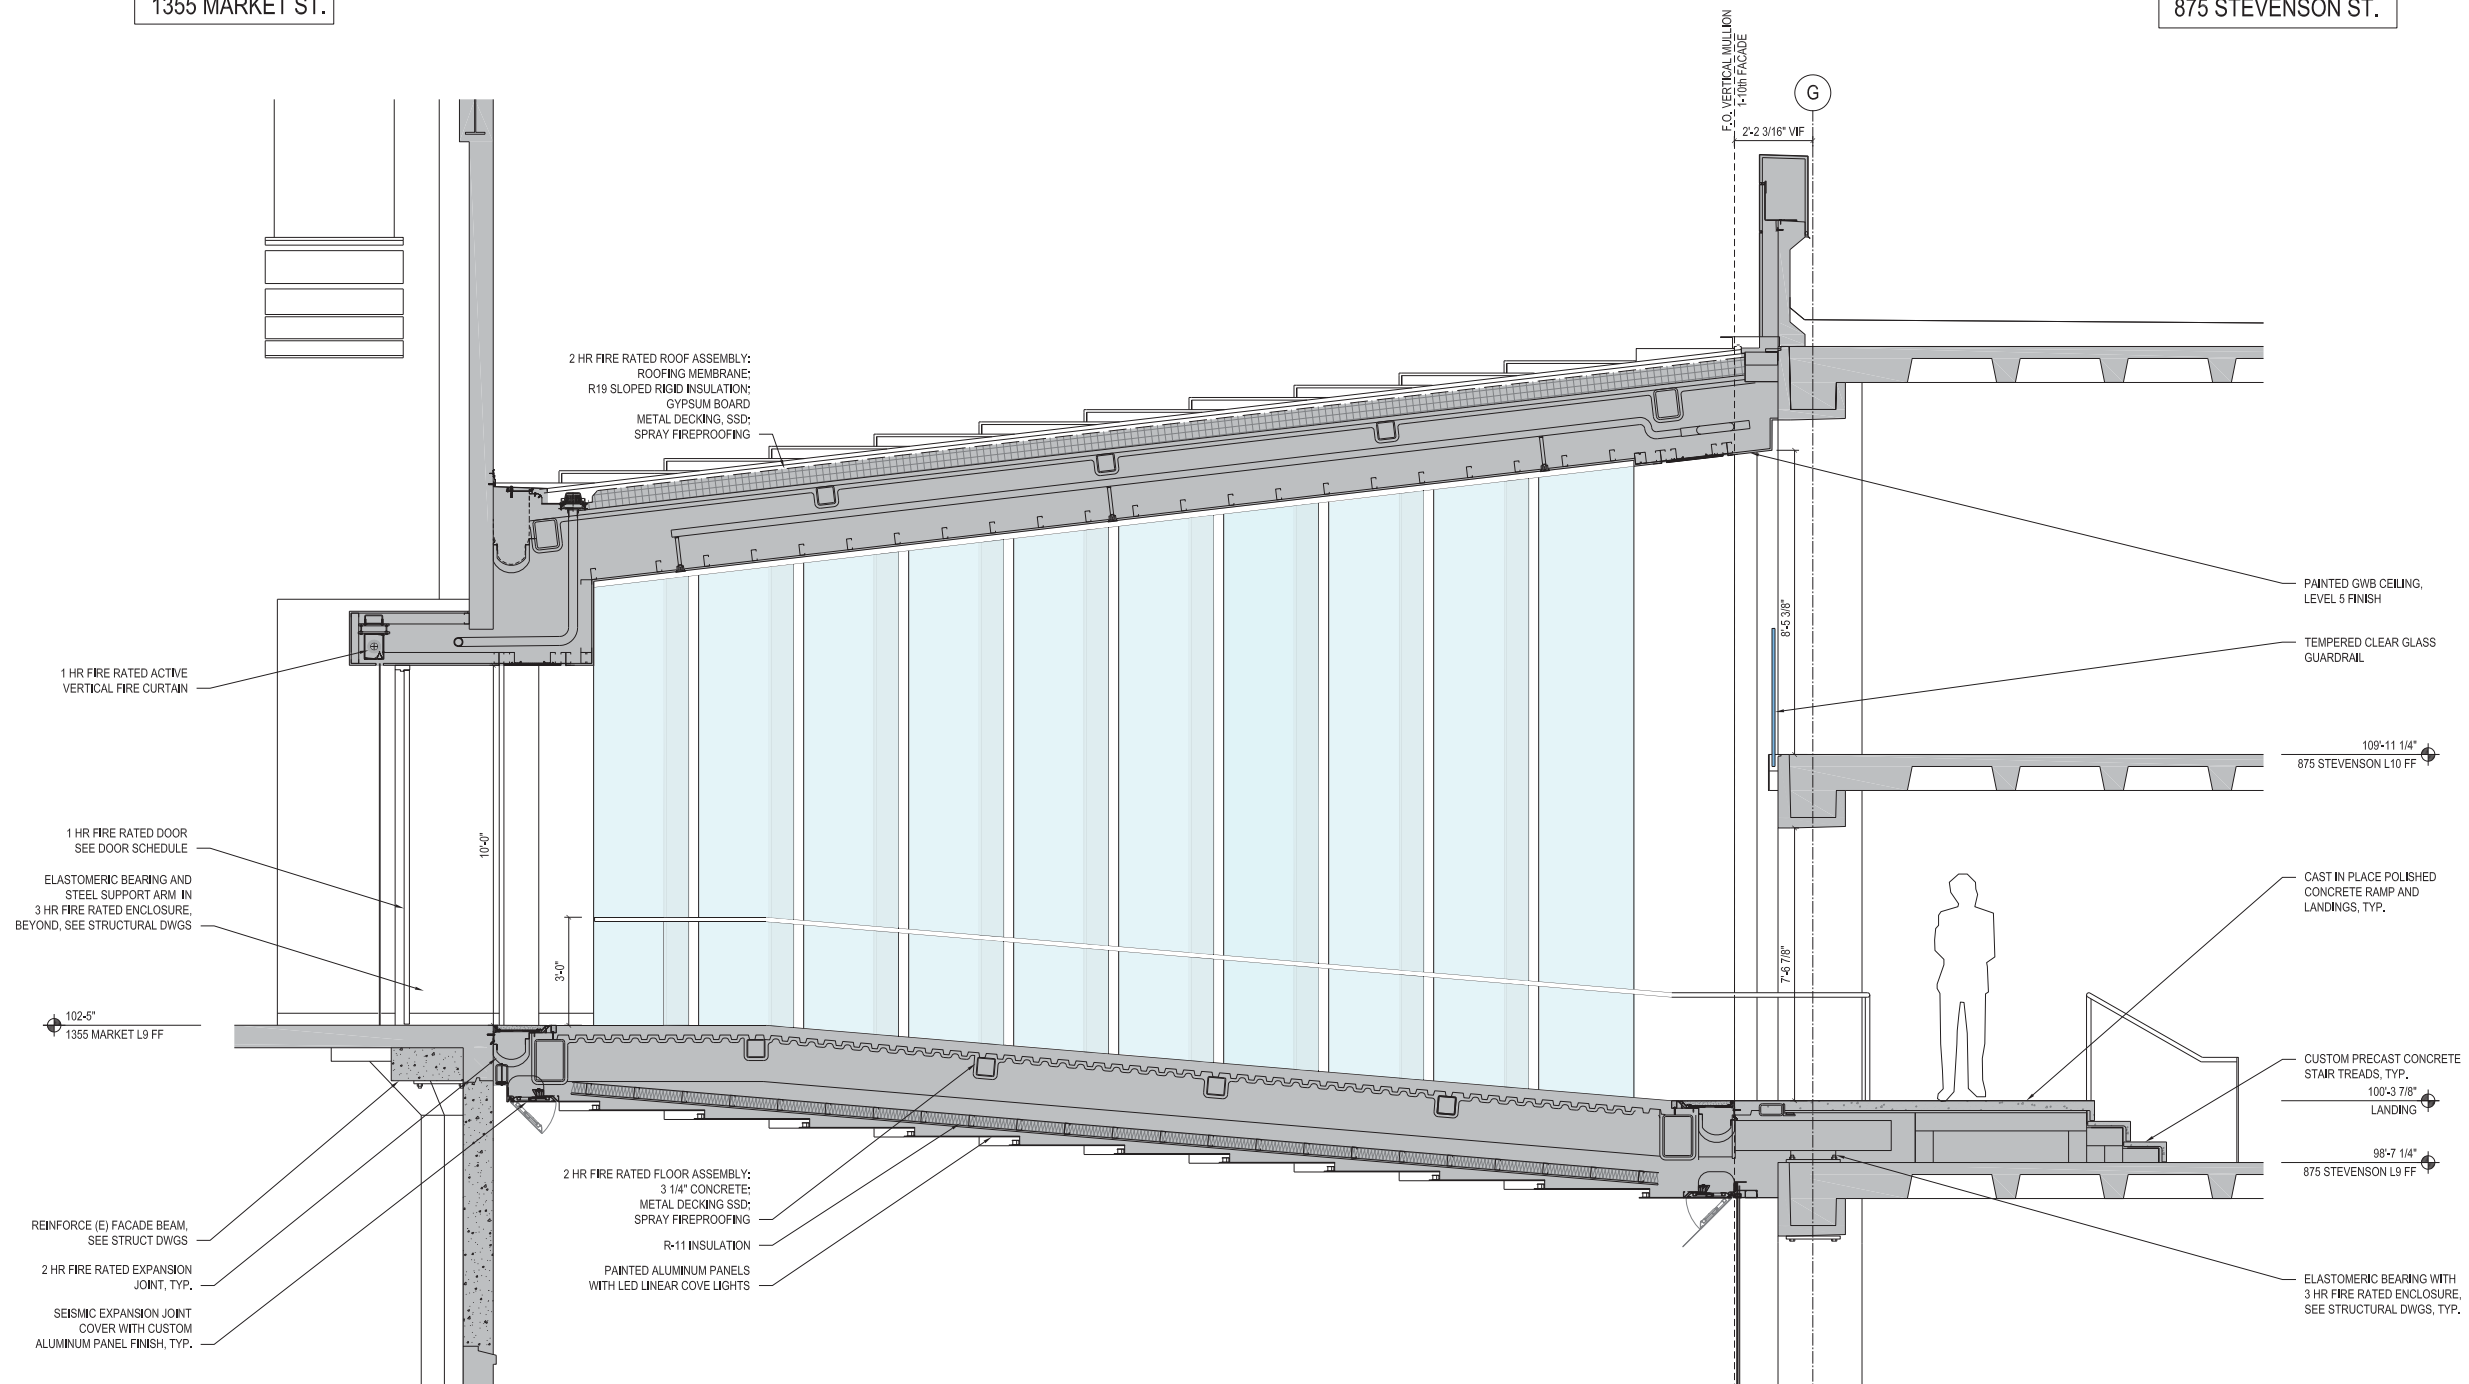 1355 MARKET ST.
875 STEVENSON ST.
F.O. VERTICAL MULLION
1-10th FACADE
G
2'-2 3/16" VIF
2 HR FIRE RATED ROOF ASSEMBLY:
ROOFING MEMBRANE;
R19 SLOPED RIGID INSULATION;
GYPSUM BOARD
METAL DECKING, SSD;
SPRAY FIREPROOFING
PAINTED GWB CEILING,
LEVEL 5 FINISH
8'-5 3/8"
TEMPERED CLEAR GLASS
GUARDRAIL
1 HR FIRE RATED ACTIVE
VERTICAL FIRE CURTAIN
109'-11 1/4"
875 STEVENSON L10 FF
1 HR FIRE RATED DOOR
SEE DOOR SCHEDULE
10'-0"
ELASTOMERIC BEARING AND
STEEL SUPPORT ARM IN
3 HR FIRE RATED ENCLOSURE,
BEYOND, SEE STRUCTURAL DWGS
CAST IN PLACE POLISHED
CONCRETE RAMP AND
LANDINGS, TYP.
3'-0"
7'-6 7/8"
102-5"
1355 MARKET L9 FF
CUSTOM PRECAST CONCRETE
STAIR TREADS, TYP.
100'-3 7/8"
LANDING
98'-7 1/4"
875 STEVENSON L9 FF
2 HR FIRE RATED FLOOR ASSEMBLY:
3 1/4" CONCRETE;
METAL DECKING SSD;
SPRAY FIREPROOFING
R-11 INSULATION
PAINTED ALUMINUM PANELS
WITH LED LINEAR COVE LIGHTS
REINFORCE (E) FACADE BEAM,
SEE STRUCT DWGS
2 HR FIRE RATED EXPANSION
JOINT, TYP.
SEISMIC EXPANSION JOINT
COVER WITH CUSTOM
ALUMINUM PANEL FINISH, TYP.
ELASTOMERIC BEARING WITH
3 HR FIRE RATED ENCLOSURE,
SEE STRUCTURAL DWGS, TYP.